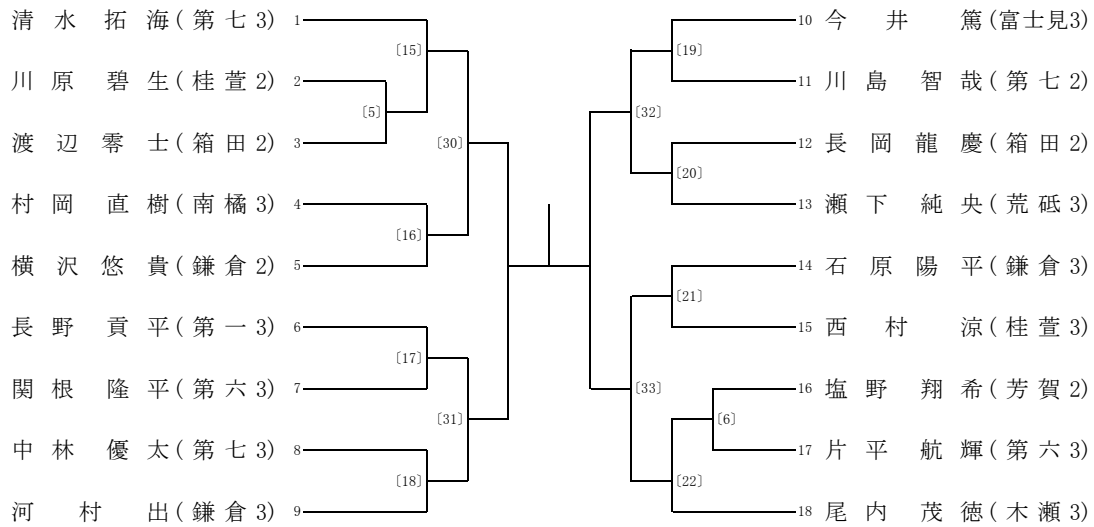 清水拓海(第七3) 1
〔15〕
川原碧生(桂萱2) 2
〔5〕
渡辺零士(箱田2) 3
〔30〕
村岡直樹(南橘3) 4
〔16〕
横沢悠貴(鎌倉2) 5
長野貢平(第一3) 6
〔17〕
関根隆平(第六3) 7
〔31〕
中林優太(第七3) 8
〔18〕
河村出(鎌倉3) 9
10 今井篤(富士見3)
〔19〕
11 川島智哉(第七2)
〔32〕
12 長岡龍慶(箱田2)
〔20〕
13 瀬下純央(荒砥3)
14 石原陽平(鎌倉3)
〔21〕
15 西村涼(桂萱3)
〔33〕
16 塩野翔希(芳賀2)
〔6〕
17 片平航輝(第六3)
〔22〕
18 尾内茂徳(木瀬3)